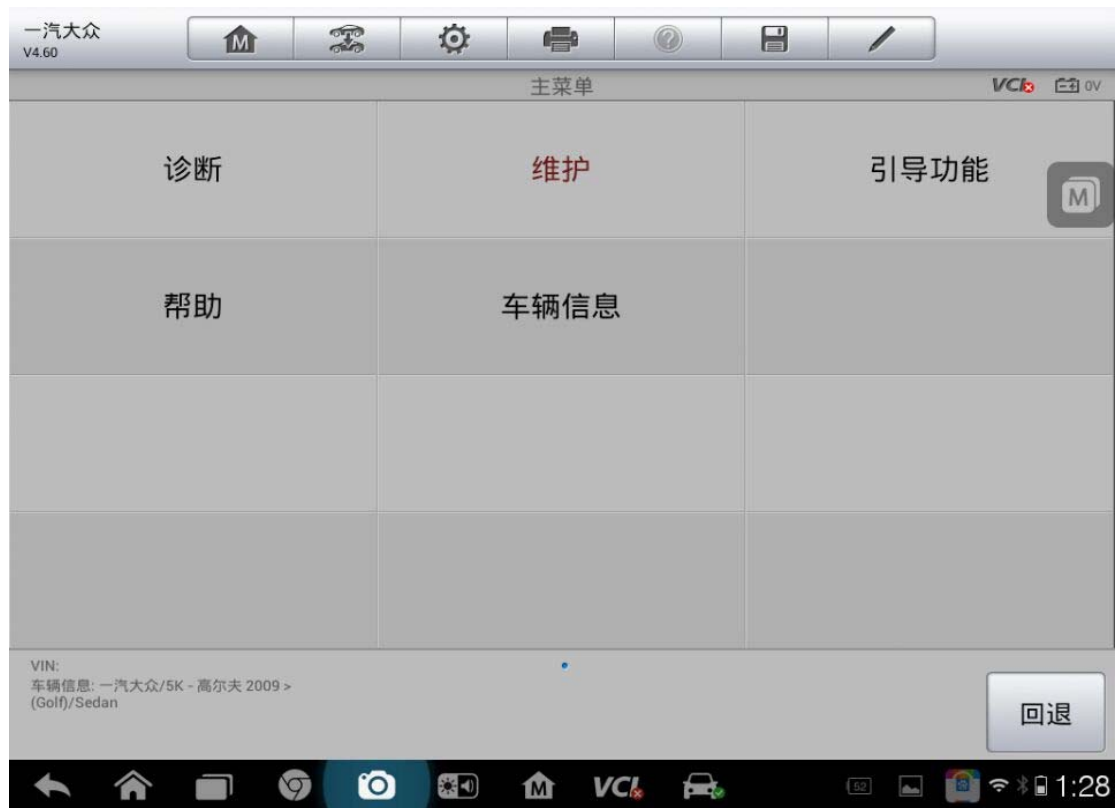 一汽大众
V4.60
M
主菜单
VCI
0V
诊断
维护
引导功能
M
帮助
车辆信息
VIN:
车辆信息: 一汽大众/5K - 高尔夫 2009 >
(Golf)/Sedan
回退
M
VCI
52
1:28